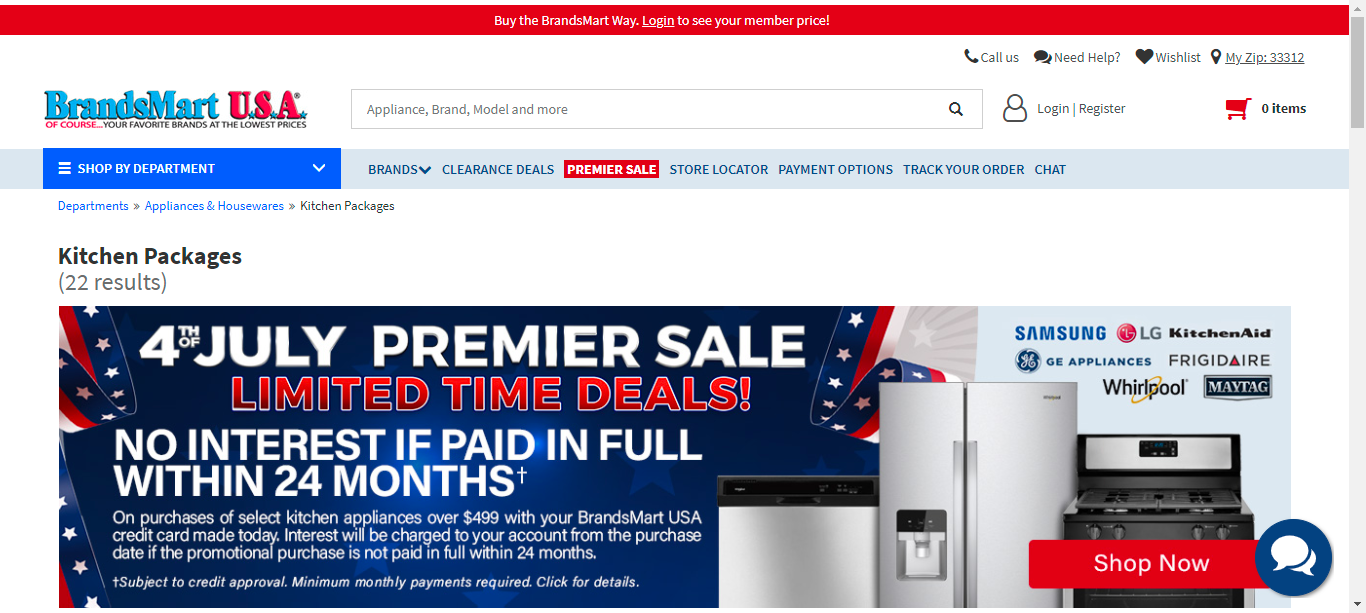 Buy the BrandsMart Way. Login to see your member price!
Call us Need Help? Wishlist My Zip: 33312
BrandsMart U.S.A.®
OF COURSE...YOUR FAVORITE BRANDS AT THE LOWEST PRICES
Appliance, Brand, Model and more
Login | Register
0 items
SHOP BY DEPARTMENT
BRANDS CLEARANCE DEALS PREMIER SALE STORE LOCATOR PAYMENT OPTIONS TRACK YOUR ORDER CHAT
Departments » Appliances & Housewares » Kitchen Packages
Kitchen Packages
(22 results)
4TH OF JULY PREMIER SALE
LIMITED TIME DEALS!
NO INTEREST IF PAID IN FULL
WITHIN 24 MONTHS†
On purchases of select kitchen appliances over $499 with your BrandsMart USA
credit card made today. Interest will be charged to your account from the purchase
date if the promotional purchase is not paid in full within 24 months.
†Subject to credit approval. Minimum monthly payments required. Click for details.
SAMSUNG LG KitchenAid
GE APPLIANCES FRIGIDAIRE
Whirlpool MAYTAG
Shop Now